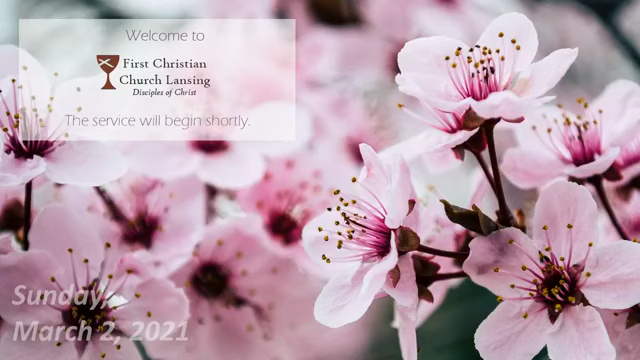 Welcome to
First Christian
Church Lansing
Disciples of Christ
The service will begin shortly.
Sunday,
March 2, 2021